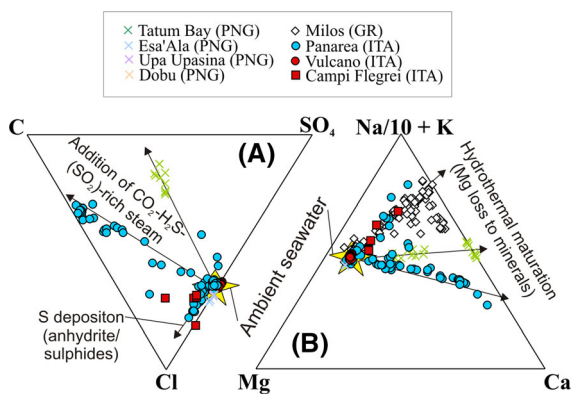 Tatum Bay (PNG)
Esa'Ala (PNG)
Upa Upasina (PNG)
Dobu (PNG)
Milos (GR)
Panarea (ITA)
Vulcano (ITA)
Campi Flegrei (ITA)
C
SO₄
(A)
Addition of CO₂-H₂S-
(SO₂)-rich steam
S depositon
(anhydrite/
sulphides)
Cl
Ambient seawater
Na/10 + K
Hydrothermal maturation
(Mg loss to minerals)
(B)
Mg
Ca